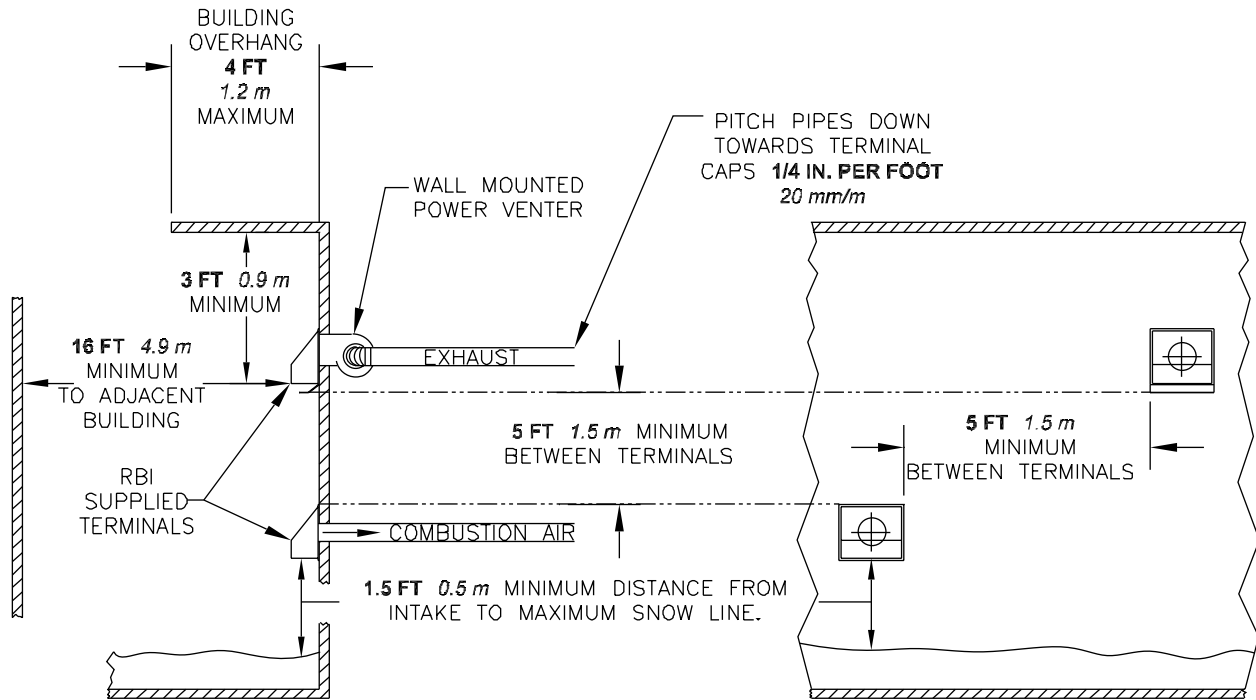 BUILDING
OVERHANG
4 FT
1.2 m
MAXIMUM
PITCH PIPES DOWN
TOWARDS TERMINAL
CAPS 1/4 IN. PER FOOT
20 mm/m
WALL MOUNTED
POWER VENTER
3 FT 0.9 m
MINIMUM
16 FT 4.9 m
MINIMUM
TO ADJACENT
BUILDING
EXHAUST
5 FT 1.5 m MINIMUM
BETWEEN TERMINALS
5 FT 1.5 m
MINIMUM
BETWEEN TERMINALS
RBI
SUPPLIED
TERMINALS
COMBUSTION AIR
1.5 FT 0.5 m MINIMUM DISTANCE FROM
INTAKE TO MAXIMUM SNOW LINE.